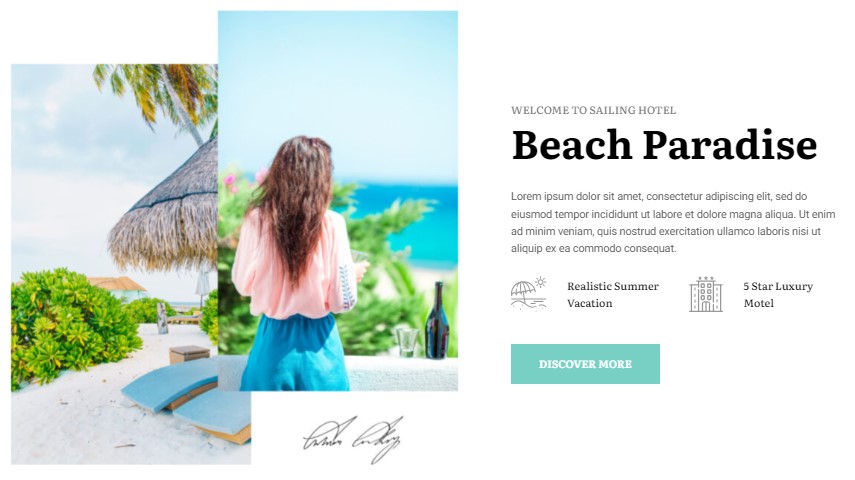 WELCOME TO SAILING HOTEL
Beach Paradise
Lorem ipsum dolor sit amet, consectetur adipiscing elit, sed do
eiusmod tempor incididunt ut labore et dolore magna aliqua. Ut enim
ad minim veniam, quis nostrud exercitation ullamco laboris nisi ut
aliquip ex ea commodo consequat.
Realistic Summer
Vacation
5 Star Luxury
Motel
DISCOVER MORE